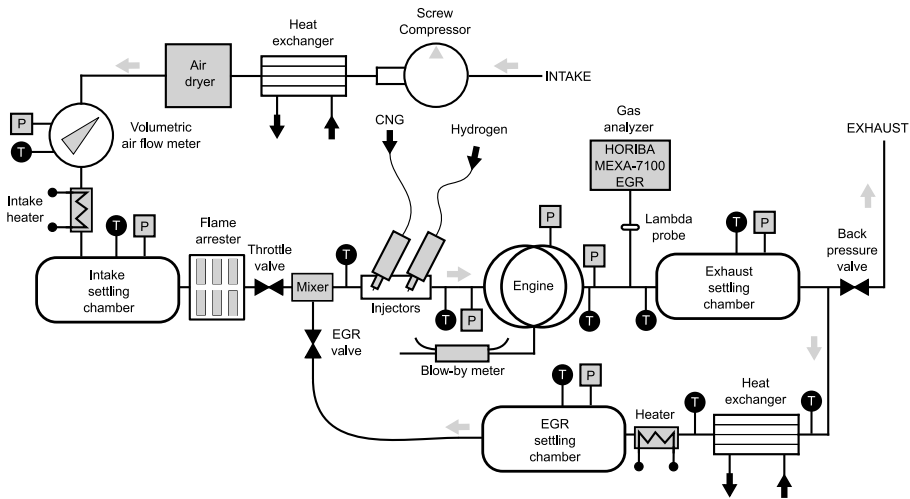 Screw
Compressor
Heat
exchanger
Air
dryer
INTAKE
P
T
Volumetric
air flow meter
CNG
Hydrogen
Gas
analyzer
HORIBA
MEXA-7100
EGR
EXHAUST
Intake
heater
T
P
Flame
arrester
Throttle
valve
T
P
P
Lambda
probe
T
P
Back
pressure
valve
Intake
settling
chamber
Mixer
Injectors
Engine
Exhaust
settling
chamber
T
P
T
T
EGR
valve
Blow-by meter
T
P
EGR
settling
chamber
Heater
T
Heat
exchanger
T